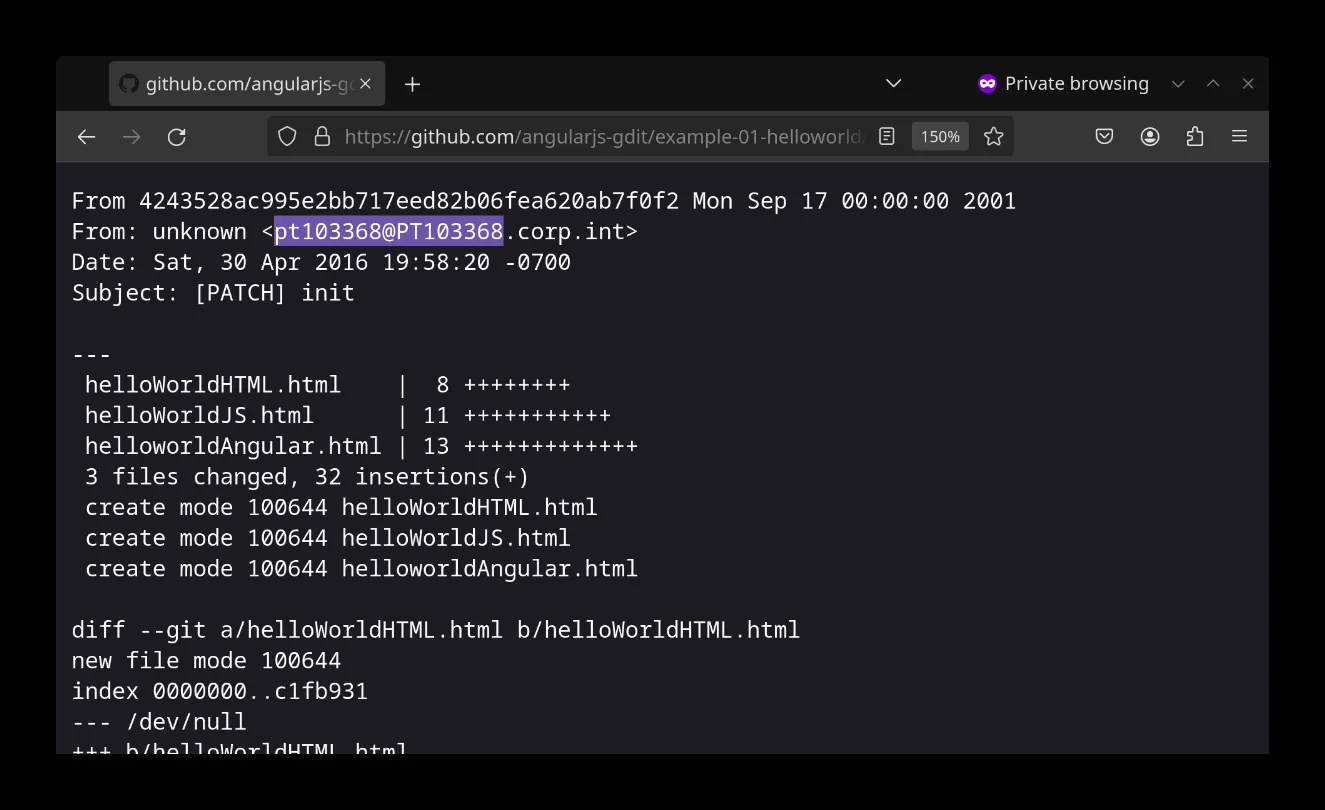 github.com/angularjs-g
Private browsing
https://github.com/angularjs-gdit/example-01-helloworld/
150%
From 4243528ac995e2bb717eed82b06fea620ab7f0f2 Mon Sep 17 00:00:00 2001
From: unknown <pt103368@PT103368.corp.int>
Date: Sat, 30 Apr 2016 19:58:20 -0700
Subject: [PATCH] init
---
helloWorldHTML.html | 8 ++++++++
helloWorldJS.html | 11 +++++++++++
helloworldAngular.html | 13 +++++++++++++
3 files changed, 32 insertions(+)
create mode 100644 helloWorldHTML.html
create mode 100644 helloWorldJS.html
create mode 100644 helloworldAngular.html
diff --git a/helloWorldHTML.html b/helloWorldHTML.html
new file mode 100644
index 0000000..c1fb931
--- /dev/null
+++ b/helloWorldHTML.html